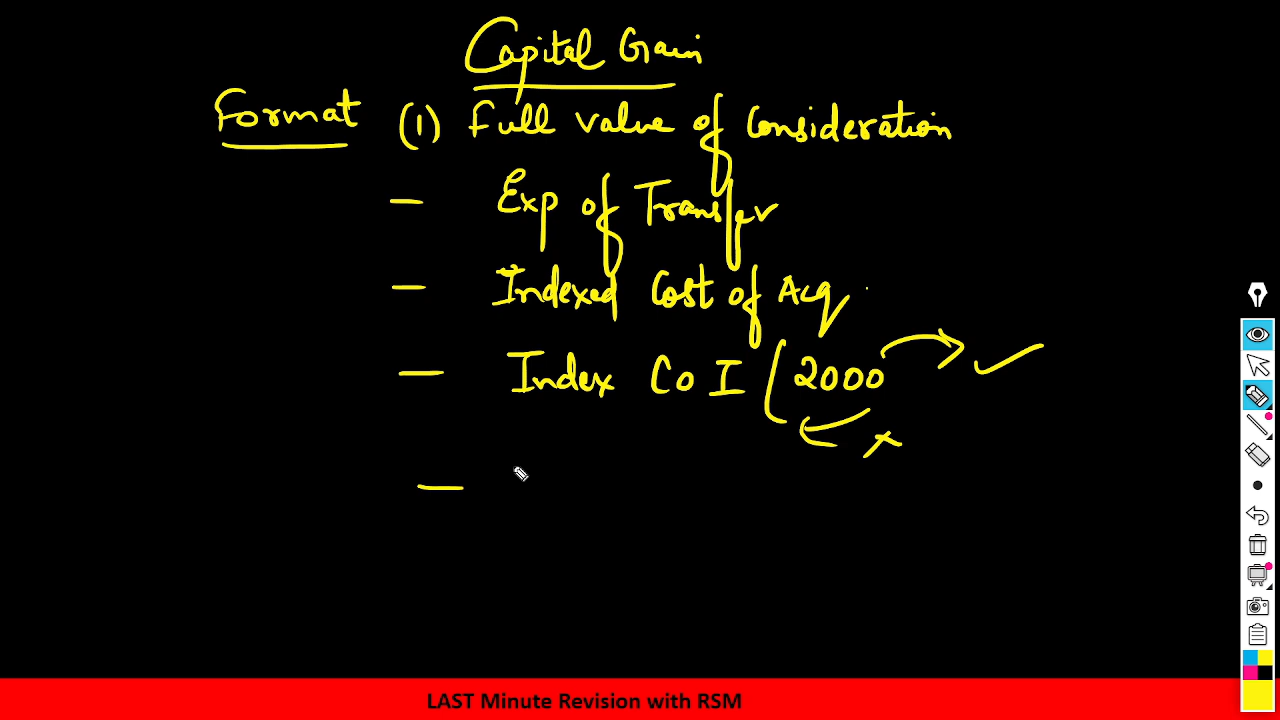 Capital Gain
Format (1) Full value of Consideration
— Exp of Transfer
— Indexed Cost of Acq
— Index CoI (2000
—
LAST Minute Revision with RSM